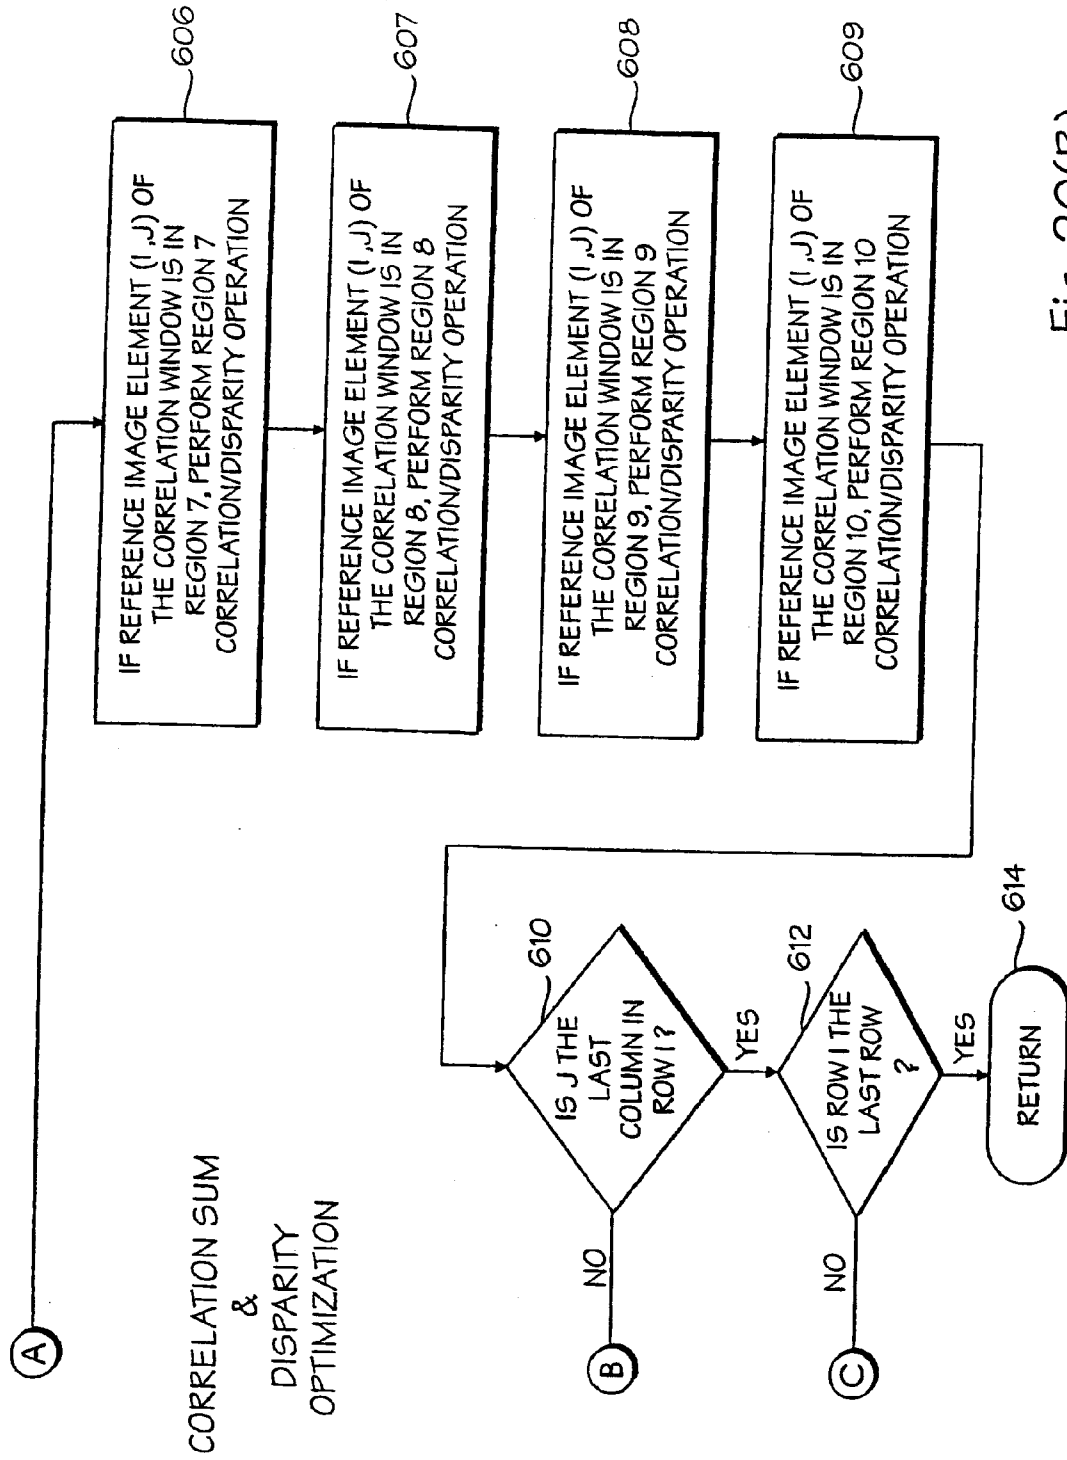 A
CORRELATION SUM
&
DISPARITY
OPTIMIZATION
IF REFERENCE IMAGE ELEMENT (I,J) OF
THE CORRELATION WINDOW IS IN
REGION 7, PERFORM REGION 7
CORRELATION/DISPARITY OPERATION
606
IF REFERENCE IMAGE ELEMENT (I,J) OF
THE CORRELATION WINDOW IS IN
REGION 8, PERFORM REGION 8
CORRELATION/DISPARITY OPERATION
607
IF REFERENCE IMAGE ELEMENT (I,J) OF
THE CORRELATION WINDOW IS IN
REGION 9, PERFORM REGION 9
CORRELATION/DISPARITY OPERATION
608
IF REFERENCE IMAGE ELEMENT (I,J) OF
THE CORRELATION WINDOW IS IN
REGION 10, PERFORM REGION 10
CORRELATION/DISPARITY OPERATION
609
B
NO
IS J THE
LAST
COLUMN IN
ROW I?
610
YES
C
NO
IS ROW I THE
LAST ROW
?
612
YES
RETURN
614